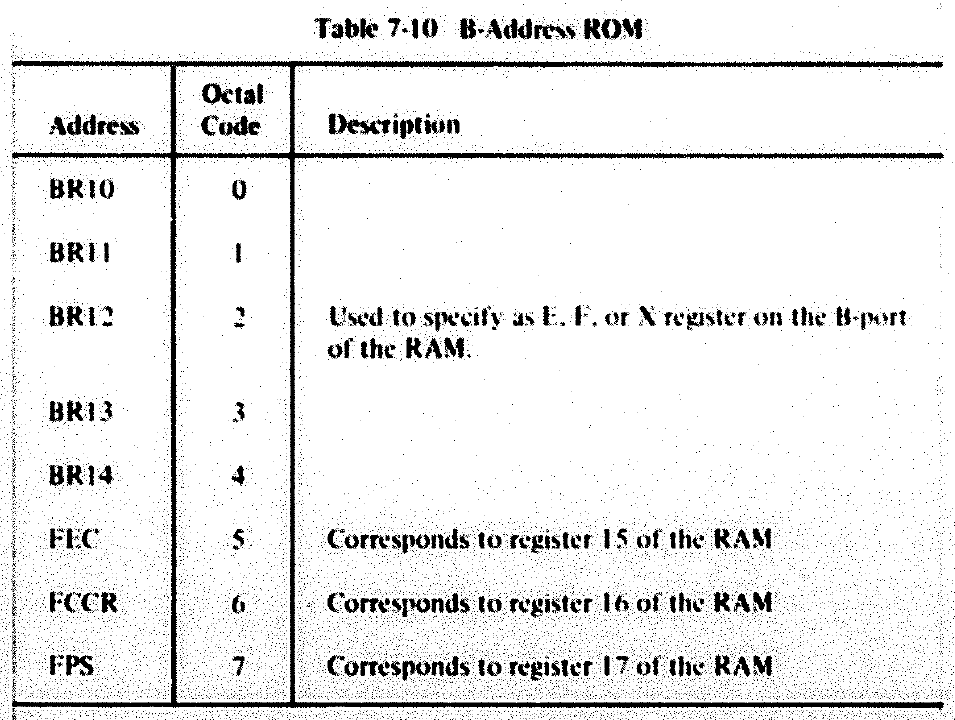 Table 7-10 B-Address ROM
Address Octal Code Description
BR10 0
BR11 1
BR12 2 Used to specify as E, F, or X register on the B-port
of the RAM.
BR13 3
BR14 4
FEC 5 Corresponds to register 15 of the RAM
FCCR 6 Corresponds to register 16 of the RAM
FPS 7 Corresponds to register 17 of the RAM